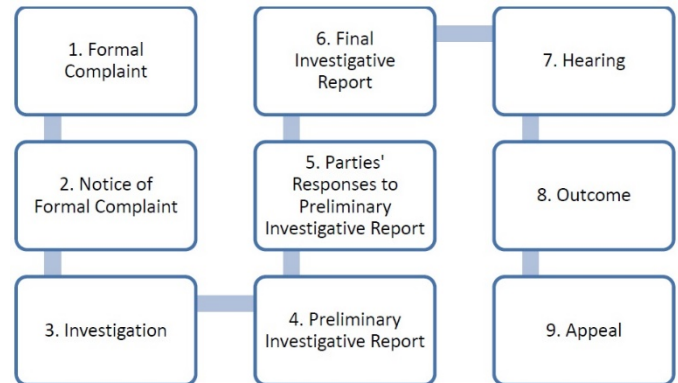 1. Formal
Complaint
2. Notice of
Formal Complaint
3. Investigation
4. Preliminary
Investigative Report
5. Parties'
Responses to
Preliminary
Investigative Report
6. Final
Investigative
Report
7. Hearing
8. Outcome
9. Appeal